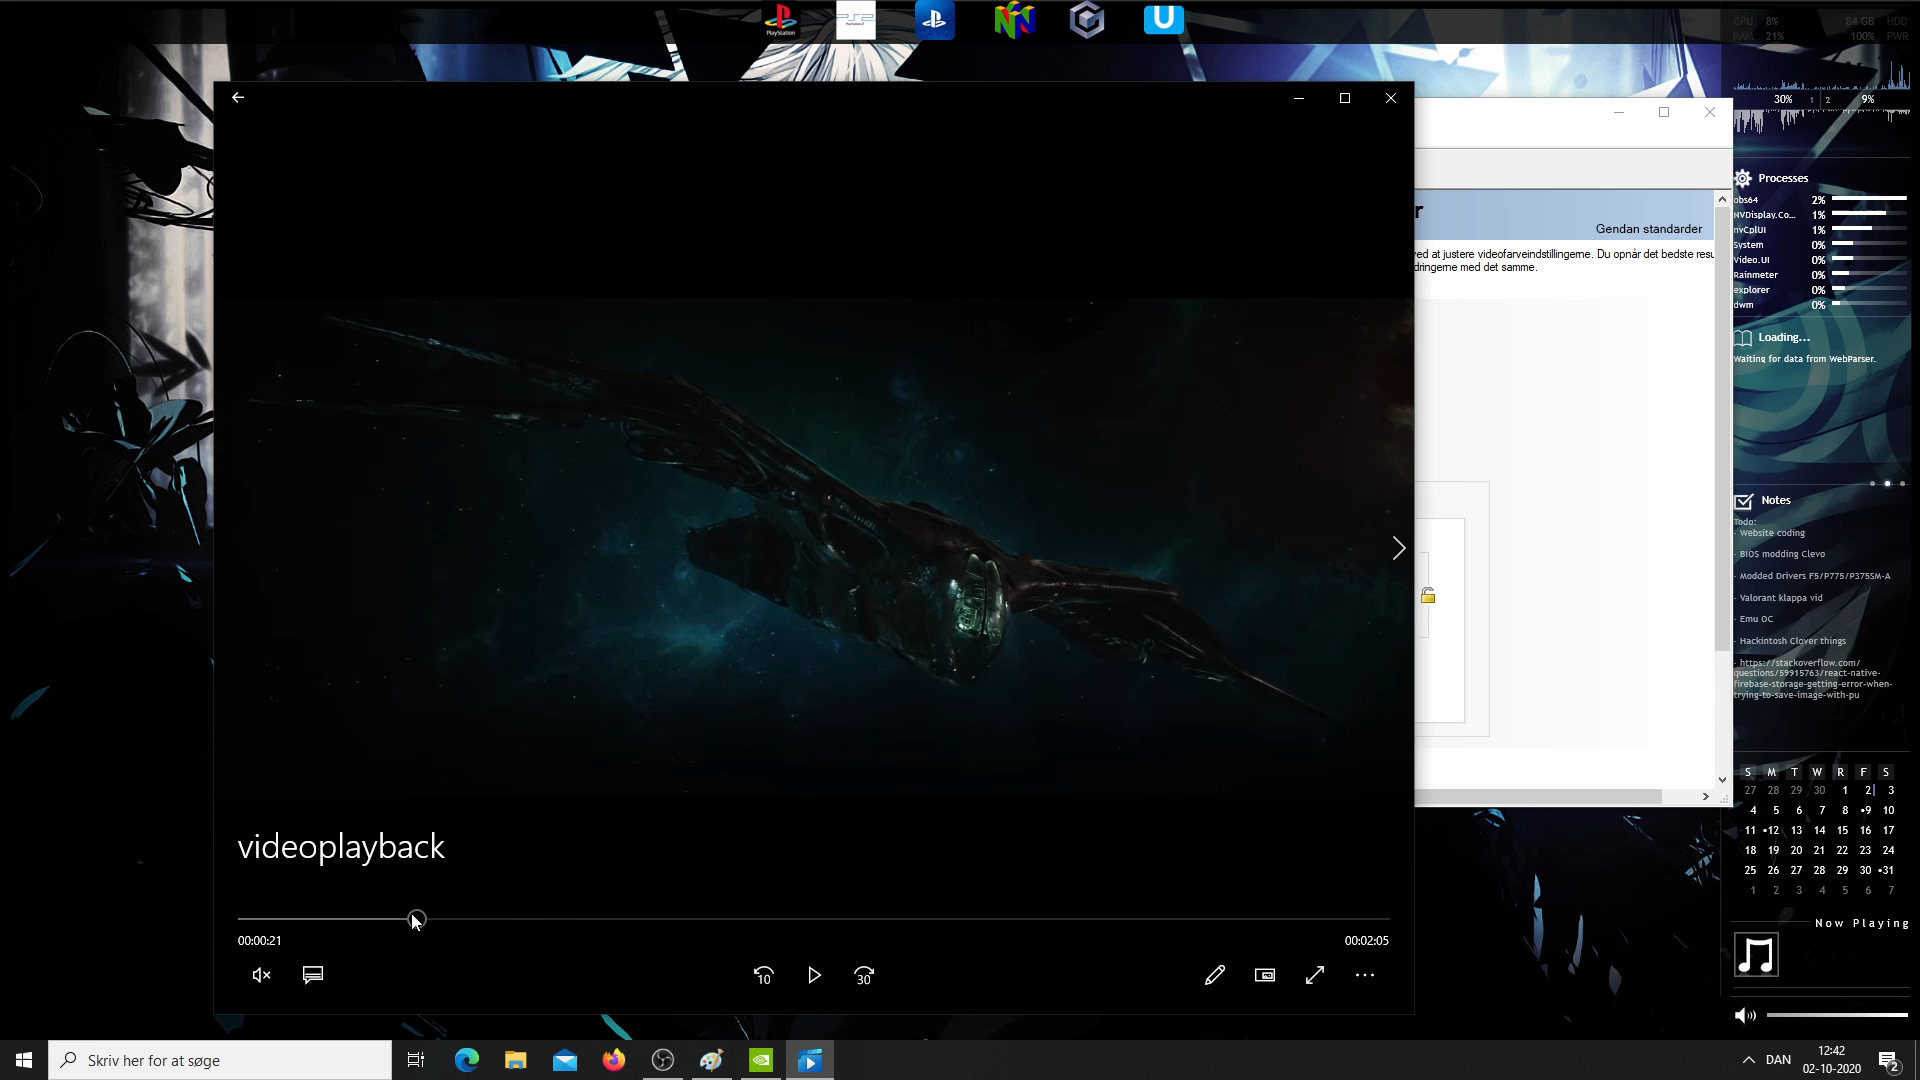 PlayStation
CPU 8% 84 GB HDD
RAM 21% 100% PWR
30% 1 2 9%
Processes
obs64 2%
NVDisplay.Co... 1%
nvCplUI 1%
System 0%
Video.UI 0%
Rainmeter 0%
explorer 0%
dwm 0%
r
Gendan standarder
ved at justere videofarveindstillingerne. Du opnår det bedste resu
dringerne med det samme.
Loading...
Waiting for data from WebParser.
Notes
Todo:
- Website coding
- BIOS modding Clevo
- Modded Drivers F5/P775/P375SM-A
- Valorant klappa vid
- Emu OC
- Hackintosh Clover things
- https://stackoverflow.com/
questions/59915763/react-native-
firebase-storage-getting-error-when-
trying-to-save-image-with-pu
S M T W R F S
27 28 29 30 1 2 3
4 5 6 7 8 •9 10
11 •12 13 14 15 16 17
18 19 20 21 22 23 24
25 26 27 28 29 30 •31
1 2 3 4 5 6 7
Now Playing
videoplayback
00:00:21
00:02:05
10
30
Skriv her for at søge
DAN
12:42
02-10-2020
2